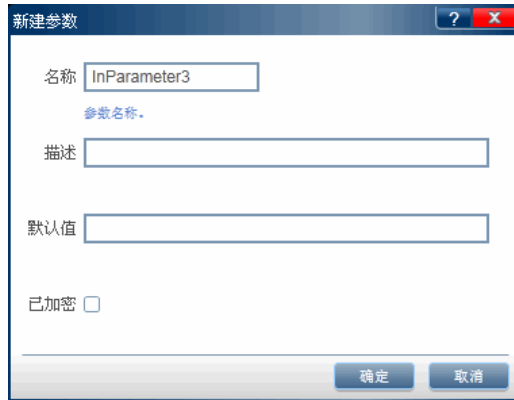 新建参数
?
X
名称 InParameter3
参数名称。
描述
默认值
已加密
确定 取消